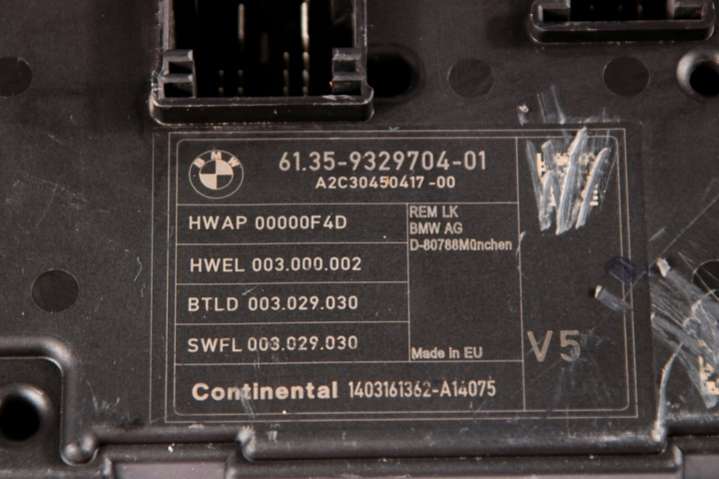 BMW
61.35-9329704-01
A2C30450417-00
HWAP 00000F4D
HWEL 003.000.002
BTLD 003.029.030
SWFL 003.029.030
REM LK
BMW AG
D-80788München
Made in EU
V5
Continental 1403161362-A14075